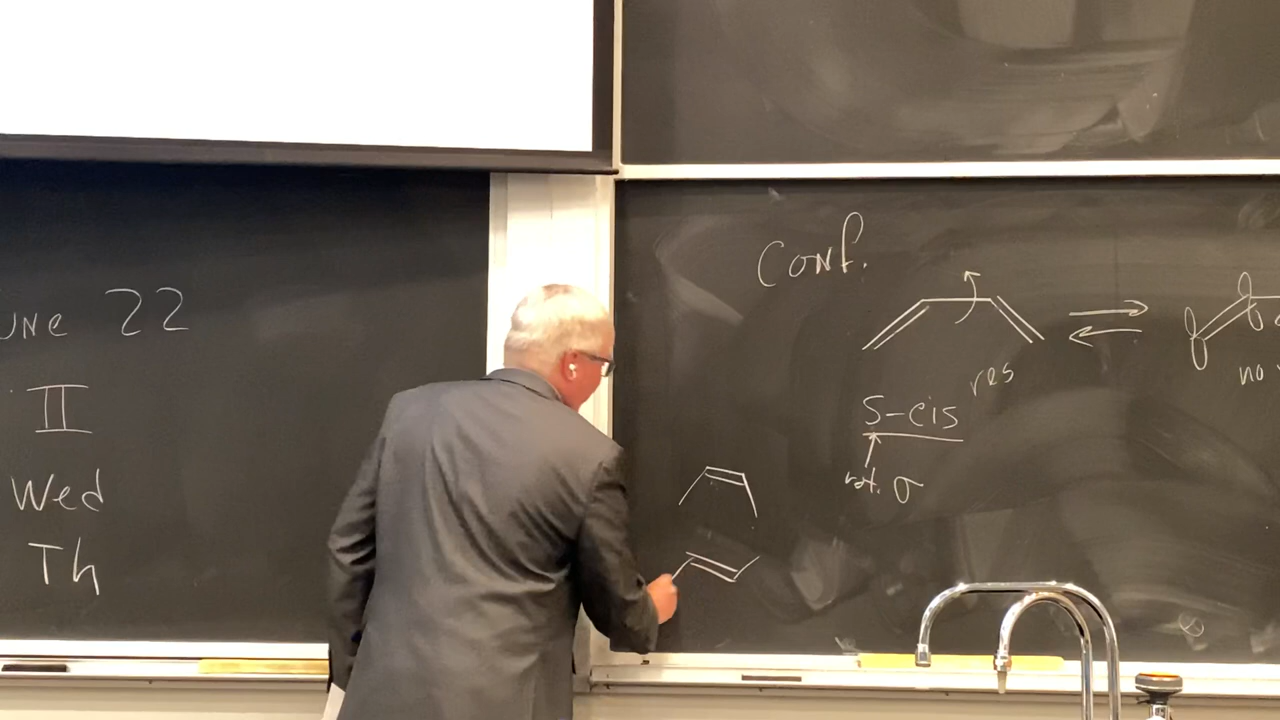 une 22
II
Wed
Th
Conf.
res
S-cis
rot. σ
no